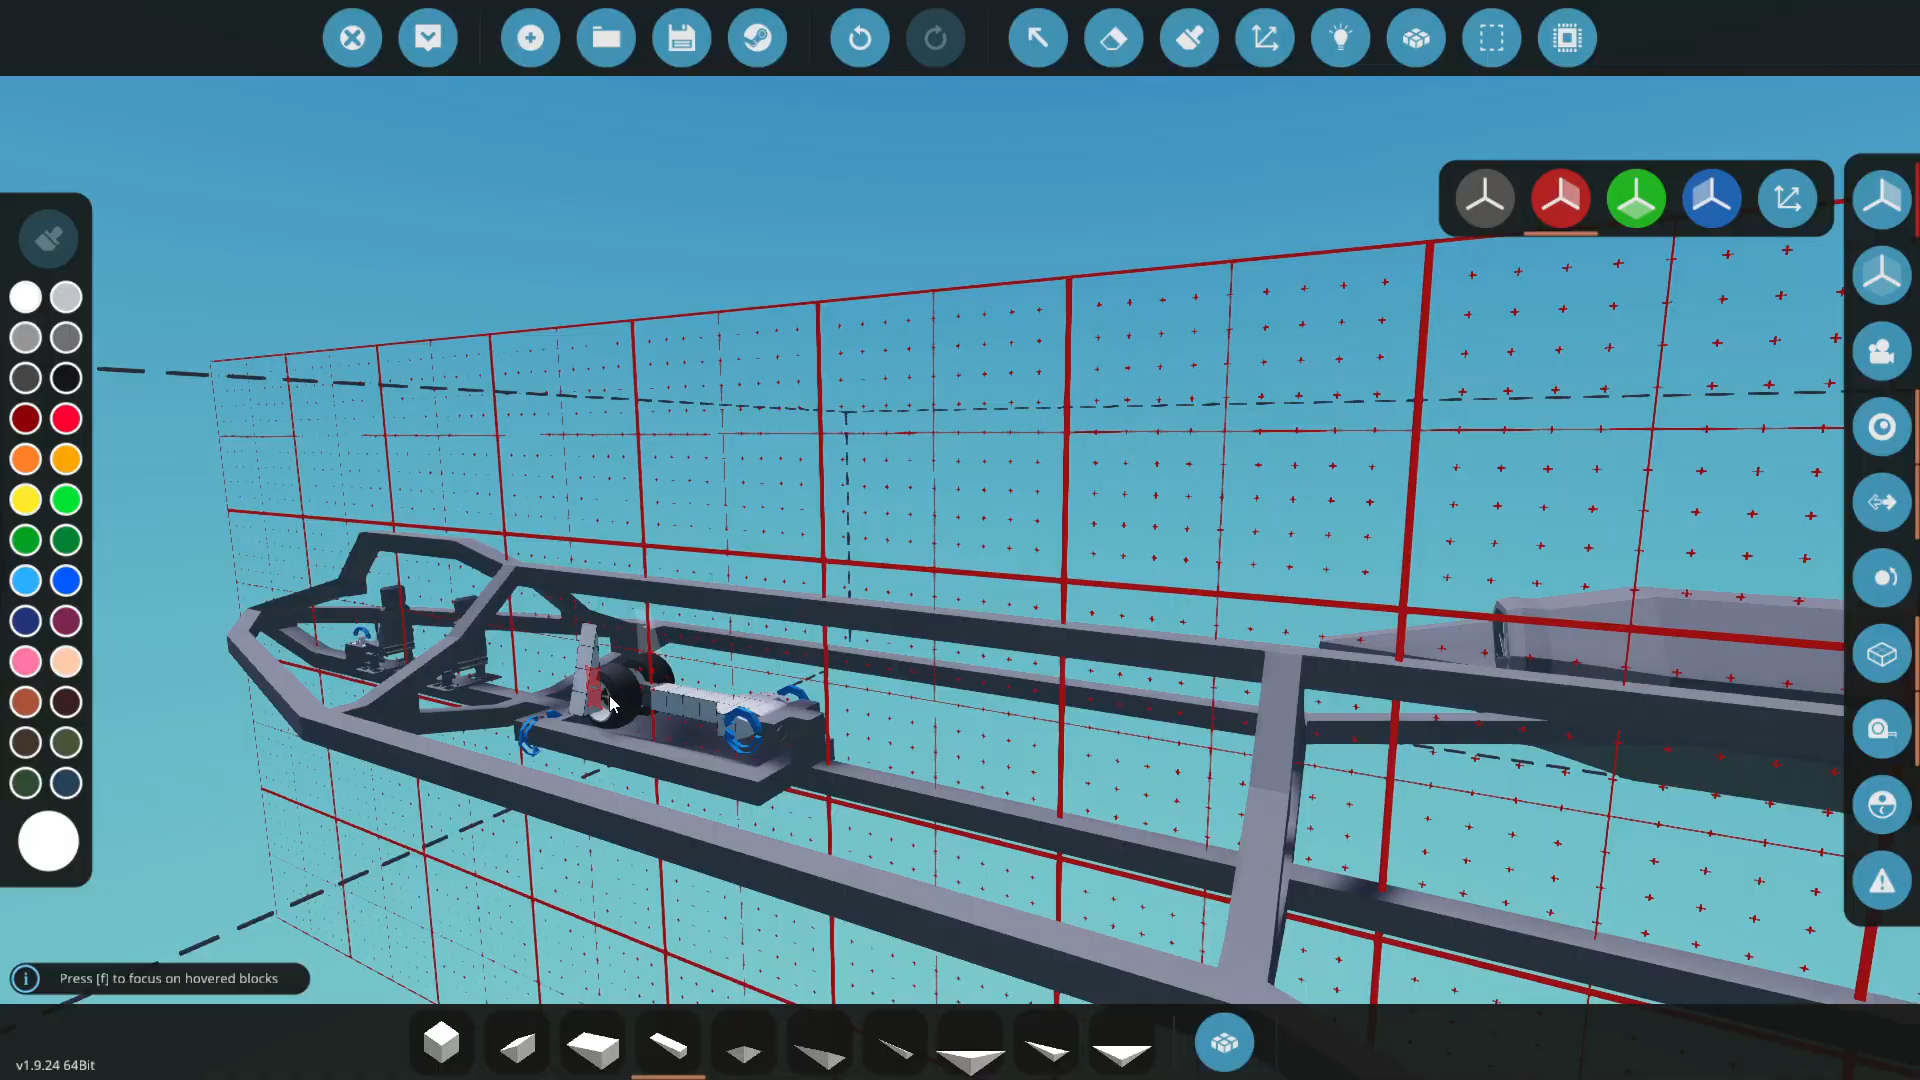 Press [f] to focus on hovered blocks
v1.9.24 64Bit